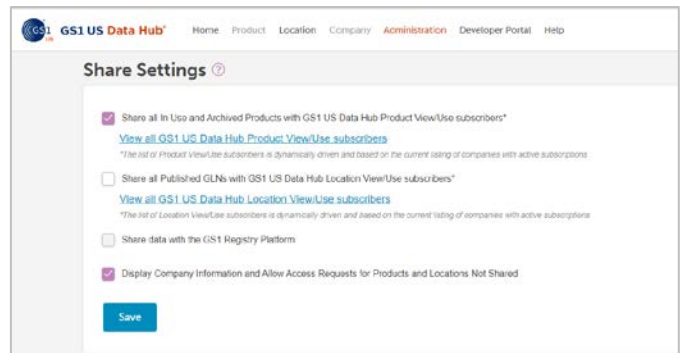 GS1 US
GS1 US Data Hub Home Product Location Company Administration Developer Portal Help
Share Settings ?
Share all In Use and Archived Products with GS1 US Data Hub Product View/Use subscribers*
View all GS1 US Data Hub Product View/Use subscribers
*The list of Product View/Use subscribers is dynamically driven and based on the current listing of companies with active subscriptions
Share all Published GLNs with GS1 US Data Hub Location View/Use subscribers*
View all GS1 US Data Hub Location View/Use subscribers
*The list of Location View/Use subscribers is dynamically driven and based on the current listing of companies with active subscriptions
Share data with the GS1 Registry Platform
Display Company Information and Allow Access Requests for Products and Locations Not Shared
Save